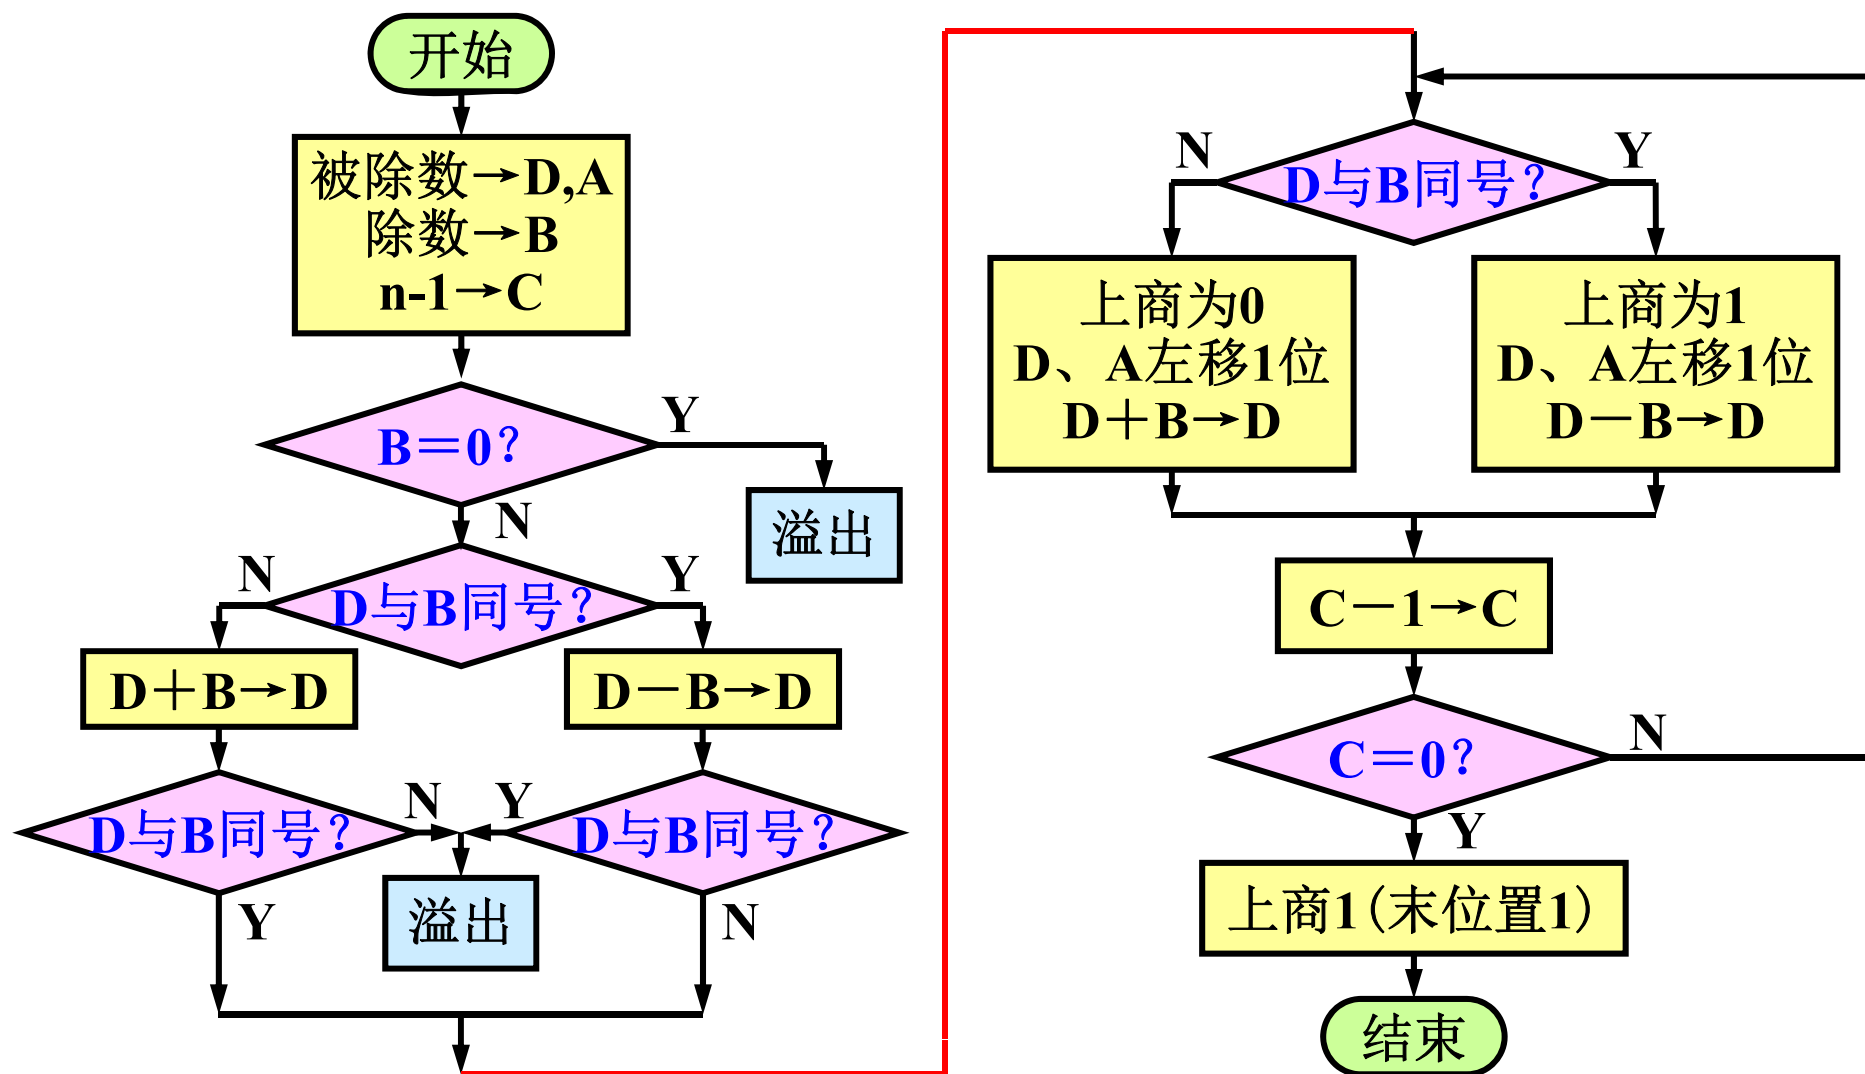 开始
被除数→D,A
除数→B
n-1→C
B＝0？
Y
溢出
N
D与B同号？
N
Y
D＋B→D
D－B→D
D与B同号？
N
Y
D与B同号？
溢出
Y
N
D与B同号？
N
Y
上商为0
D、A左移1位
D＋B→D
上商为1
D、A左移1位
D－B→D
C－1→C
C＝0？
N
Y
上商1(末位置1)
结束